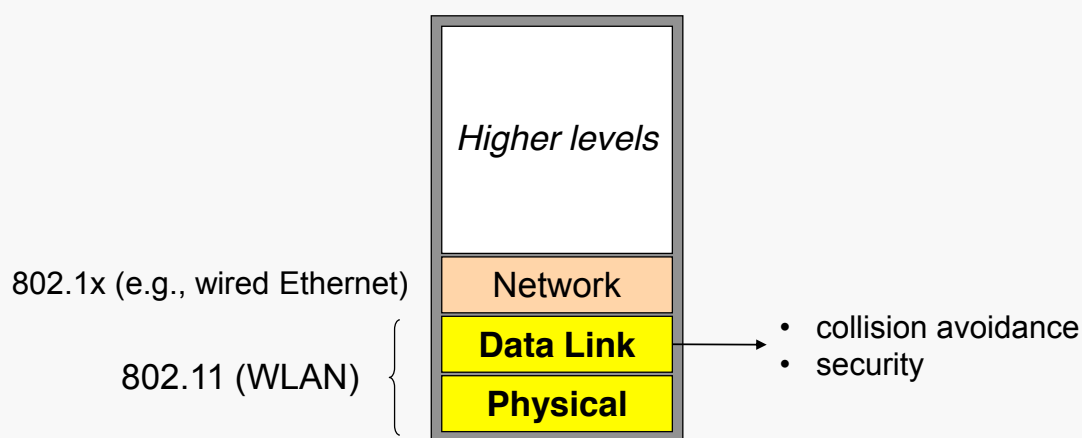 Higher levels
802.1x (e.g., wired Ethernet)
Network
802.11 (WLAN)
Data Link
Physical
• collision avoidance
• security